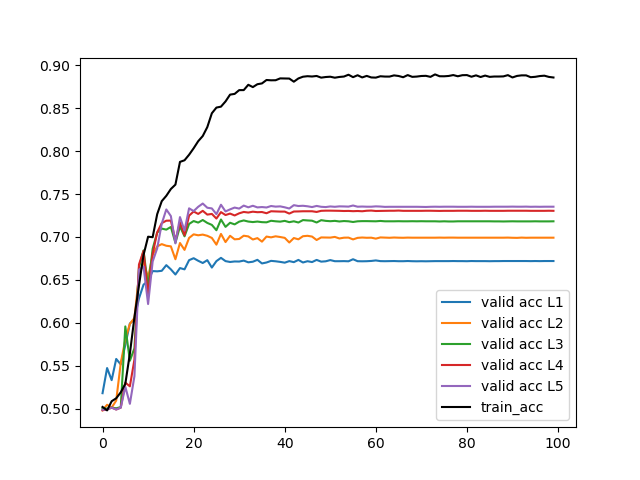 0.90
0.85
0.80
0.75
0.70
0.65
0.60
0.55
0.50
0 20 40 60 80 100
valid acc L1
valid acc L2
valid acc L3
valid acc L4
valid acc L5
train_acc